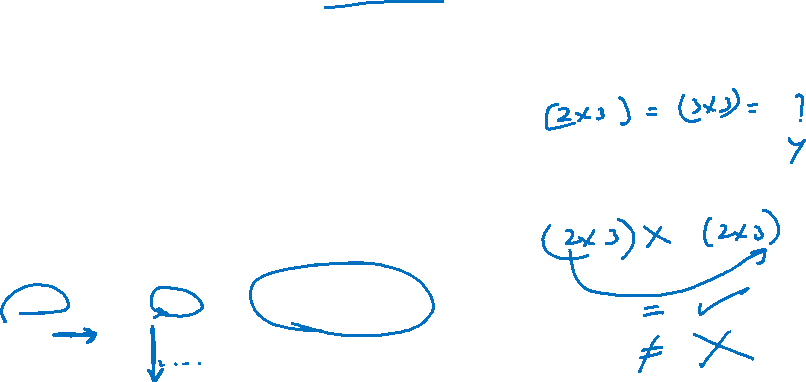 (2×3) = (3×3) = ?
y
(2×3) × (2×3)
= ✓
≠ ×